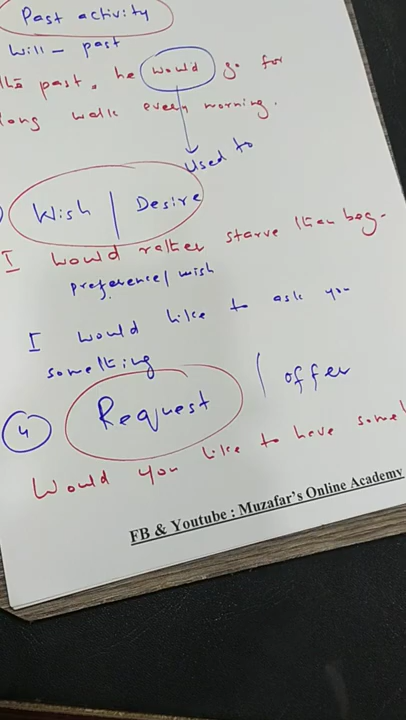 Past activity
Will - past
the past, he would go for
long walk every morning.
Used to
Wish / Desire
I would rather starve than beg.
preference / wish
I would like to ask you
something
4 Request / offer
Would you like to have some
FB & Youtube : Muzafar's Online Academy